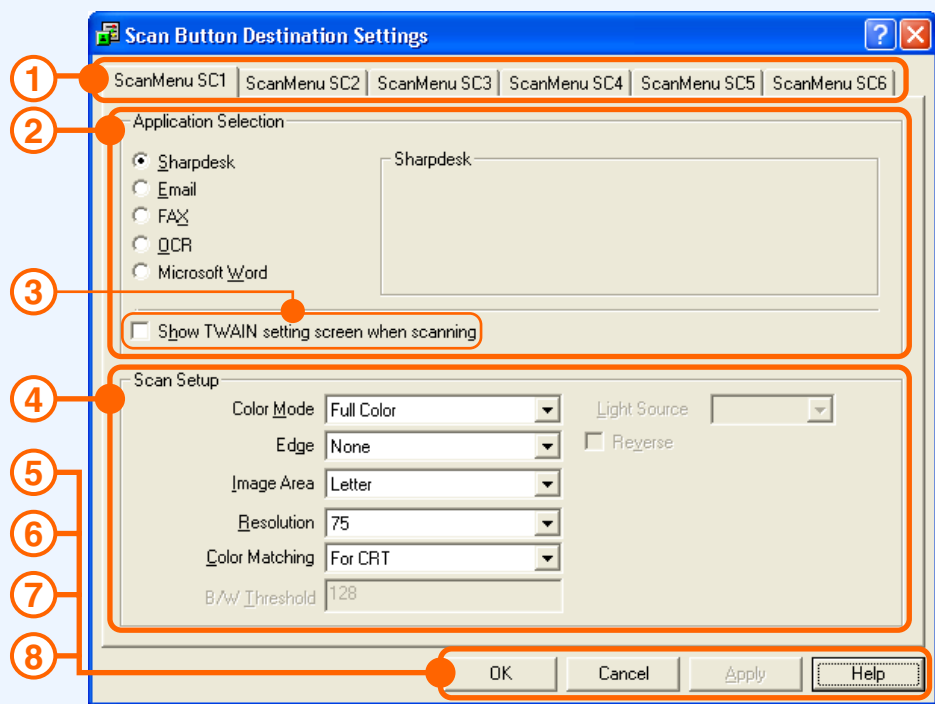 Scan Button Destination Settings
1
ScanMenu SC1 ScanMenu SC2 ScanMenu SC3 ScanMenu SC4 ScanMenu SC5 ScanMenu SC6
2
Application Selection
Sharpdesk
Email
FAX
OCR
Microsoft Word
Sharpdesk
3
Show TWAIN setting screen when scanning
4
Scan Setup
Color Mode Full Color
Light Source
Edge None
Reverse
5
Image Area Letter
6
Resolution 75
Color Matching For CRT
7
B/W Threshold 128
8
OK Cancel Apply Help